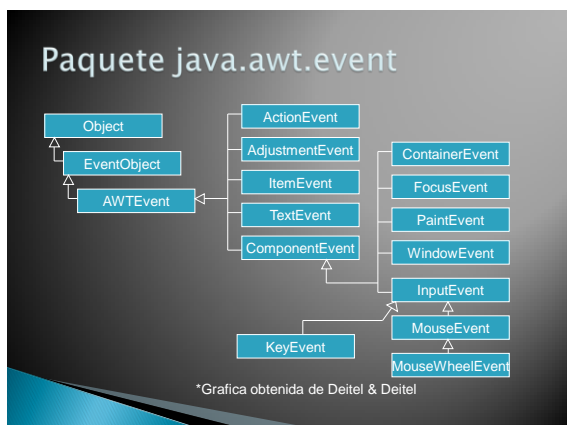 Paquete java.awt.event
Object
EventObject
AWTEvent
ActionEvent
AdjustmentEvent
ItemEvent
TextEvent
ComponentEvent
ContainerEvent
FocusEvent
PaintEvent
WindowEvent
InputEvent
MouseEvent
KeyEvent
MouseWheelEvent
*Grafica obtenida de Deitel & Deitel